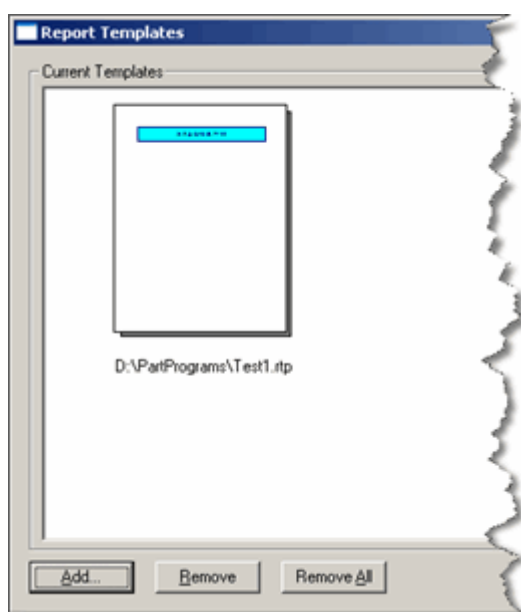 Report Templates
Current Templates
D:\PartPrograms\Test1.rtp
Add...
Remove
Remove All